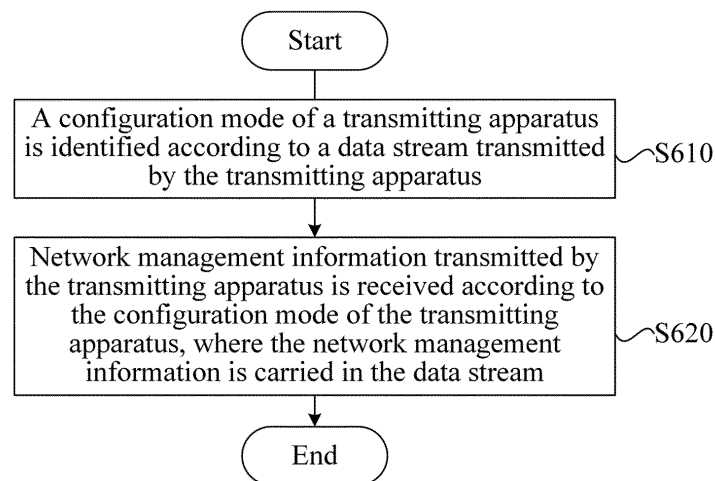 Start
A configuration mode of a transmitting apparatus
is identified according to a data stream transmitted
by the transmitting apparatus
S610
Network management information transmitted by
the transmitting apparatus is received according to
the configuration mode of the transmitting
apparatus, where the network management
information is carried in the data stream
S620
End